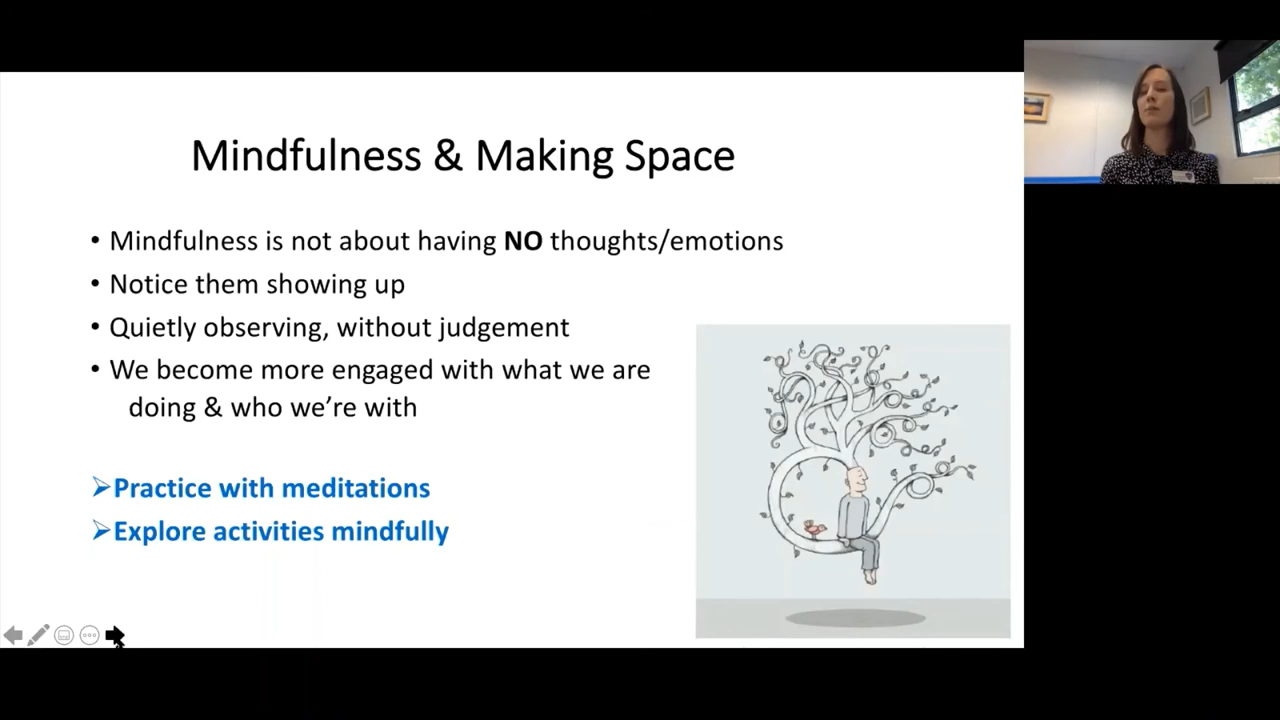 Mindfulness & Making Space
• Mindfulness is not about having NO thoughts/emotions
• Notice them showing up
• Quietly observing, without judgement
• We become more engaged with what we are
doing & who we're with
➢Practice with meditations
➢Explore activities mindfully